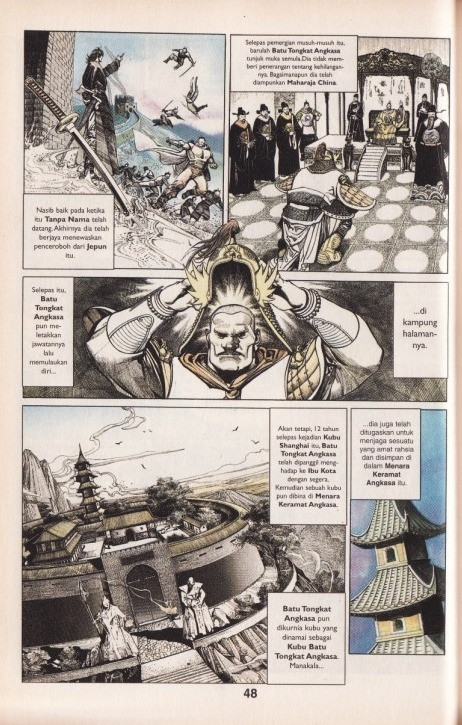 Selepas pemergian musuh-musuh itu,
barulah Batu Tongkat Angkasa
tunjuk muka semula.Dia tidak mem-
beri penerangan tentang kehilangan-
nya. Bagaimanapun dia telah
diampunkan Maharaja China.
Nasib baik pada ketika
itu Tanpa Nama telah
datang. Akhirnya dia telah
berjaya menewaskan
penceroboh dari Jepun
itu.
Selepas itu,
Batu
Tongkat
Angkasa
pun me-
letakkan
jawatannya
lalu
memulaukan
diri...
...di
kampung
halaman-
nya.
Akan tetapi, 12 tahun
selepas kejadian Kubu
Shanghai itu, Batu
Tongkat Angkasa
telah dipanggil meng-
hadap ke Ibu Kota
dengan segera.
Kemudian sebuah kubu
pun dibina di Menara
Keramat Angkasa.
...dia juga telah
ditugaskan untuk
menjaga sesuatu
yang amat rahsia
dan disimpan di
dalam Menara
Keramat
Angkasa itu.
Batu Tongkat
Angkasa pun
dikurnia kubu yang
dinamai sebagai
Kubu Batu
Tongkat Angkasa.
Manakala...
48